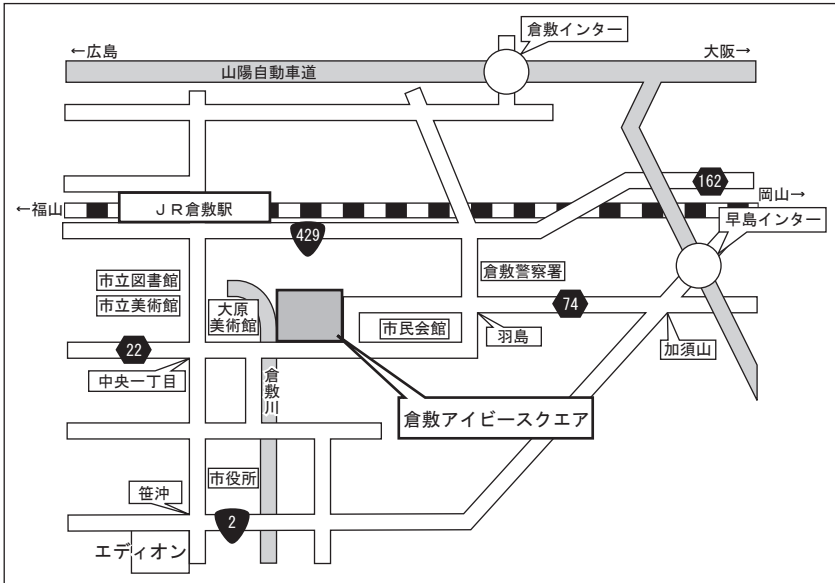 倉敷インター
←広島
大阪→
山陽自動車道
162
←福山
JR倉敷駅
岡山→
429
早島インター
市立図書館
市立美術館
大原
美術館
倉敷警察署
74
市民会館
羽島
加須山
22
中央一丁目
倉敷川
倉敷アイビースクエア
市役所
笹沖
2
エディオン